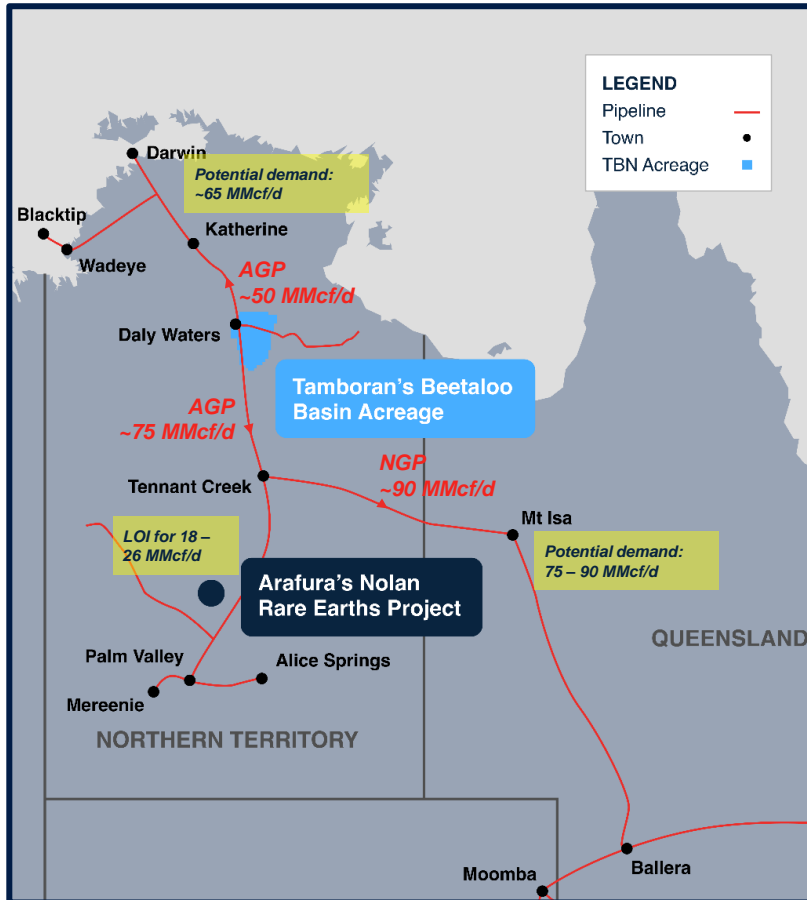 LEGEND
Pipeline
Town
TBN Acreage
Darwin
Potential demand:
~65 MMcf/d
Blacktip
Katherine
Wadeye
AGP
~50 MMcf/d
Daly Waters
Tamboran's Beetaloo
Basin Acreage
AGP
~75 MMcf/d
NGP
~90 MMcf/d
Tennant Creek
Mt Isa
LOI for 18 –
26 MMcf/d
Potential demand:
75 – 90 MMcf/d
Arafura's Nolan
Rare Earths Project
QUEENSLAND
Palm Valley
Alice Springs
Mereenie
NORTHERN TERRITORY
Moomba
Ballera